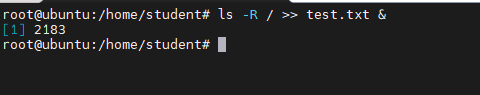 root@ubuntu:/home/student# ls -R / >> test.txt &
[1] 2183
root@ubuntu:/home/student#